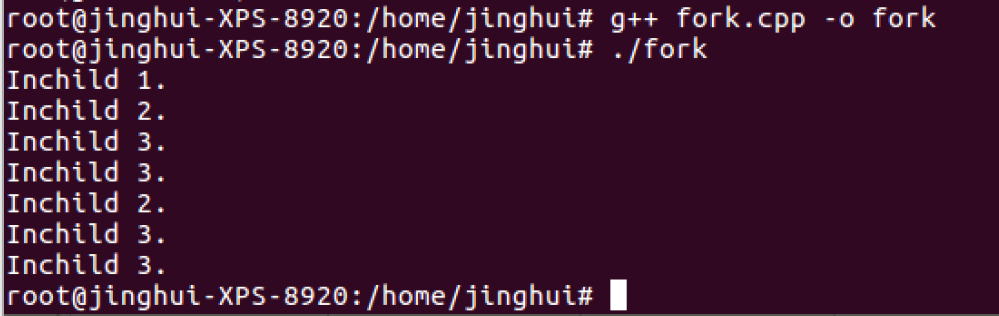 root@jinghui-XPS-8920:/home/jinghui# g++ fork.cpp -o fork
root@jinghui-XPS-8920:/home/jinghui# ./fork
Inchild 1.
Inchild 2.
Inchild 3.
Inchild 3.
Inchild 2.
Inchild 3.
Inchild 3.
root@jinghui-XPS-8920:/home/jinghui#